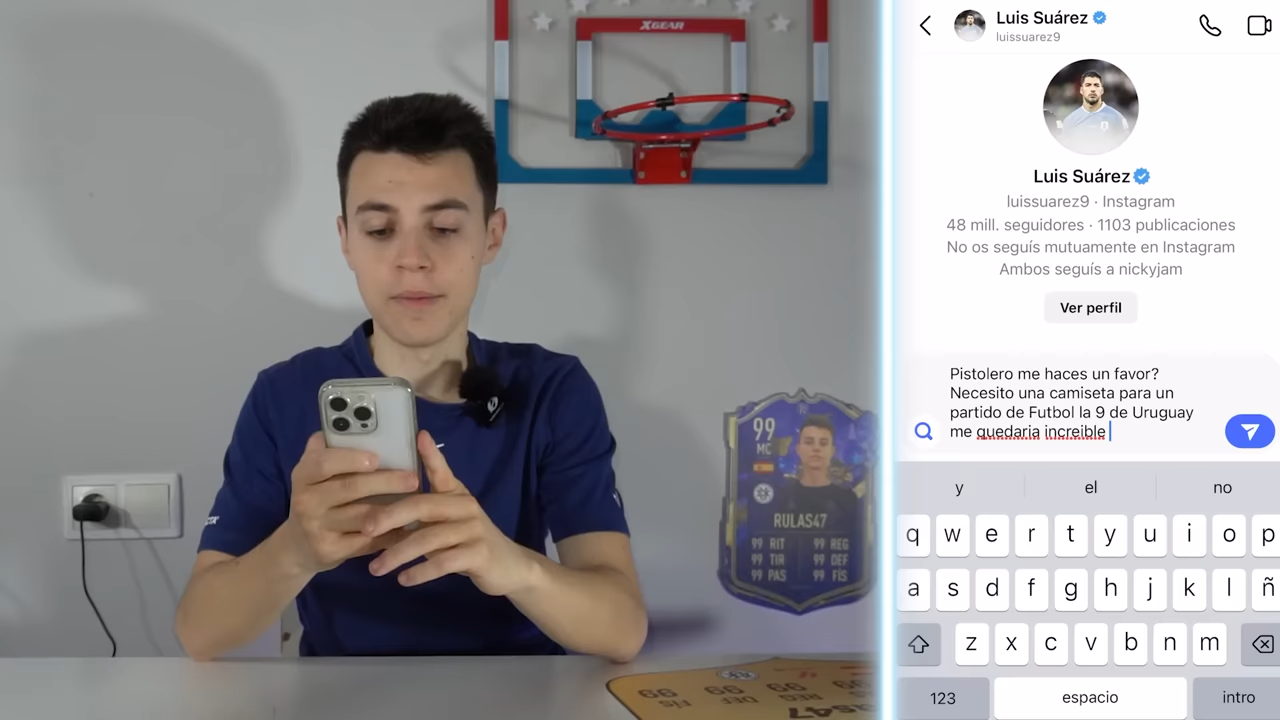 XGEAR
99
MC
RULAS47
99 RIT
99 REG
99 TIR
99 DEF
99 PAS
99 FÍS
Luis Suárez
luissuarez9
Luis Suárez
luissuarez9 · Instagram
48 mill. seguidores · 1103 publicaciones
No os seguís mutuamente en Instagram
Ambos seguís a nickyjam
Ver perfil
Pistolero me haces un favor?
Necesito una camiseta para un
partido de Futbol la 9 de Uruguay
me quedaria increible
y el no
q w e r t y u i o p
a s d f g h j k l ñ
z x c v b n m
123 espacio intro